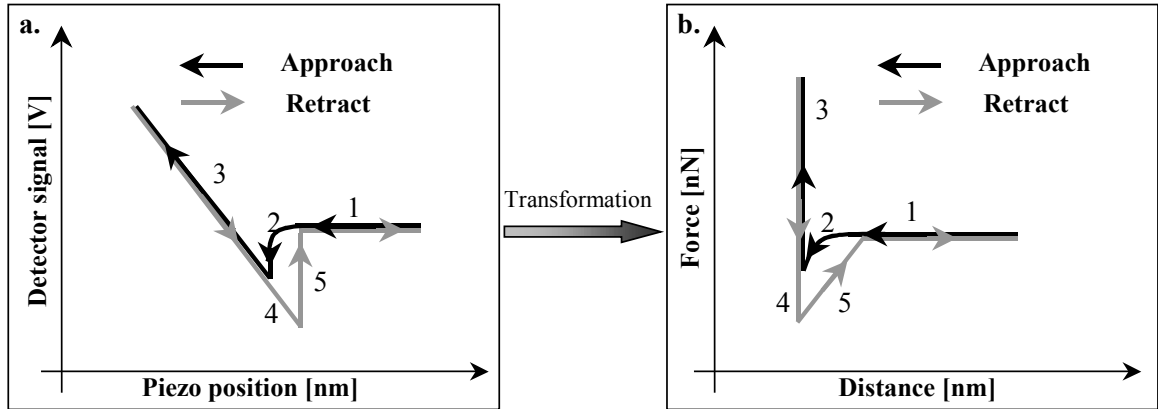 a.
Approach
Retract
Detector signal [V]
3
2
1
5
4
Piezo position [nm]
Transformation
b.
Approach
Retract
Force [nN]
3
2
1
4
5
Distance [nm]